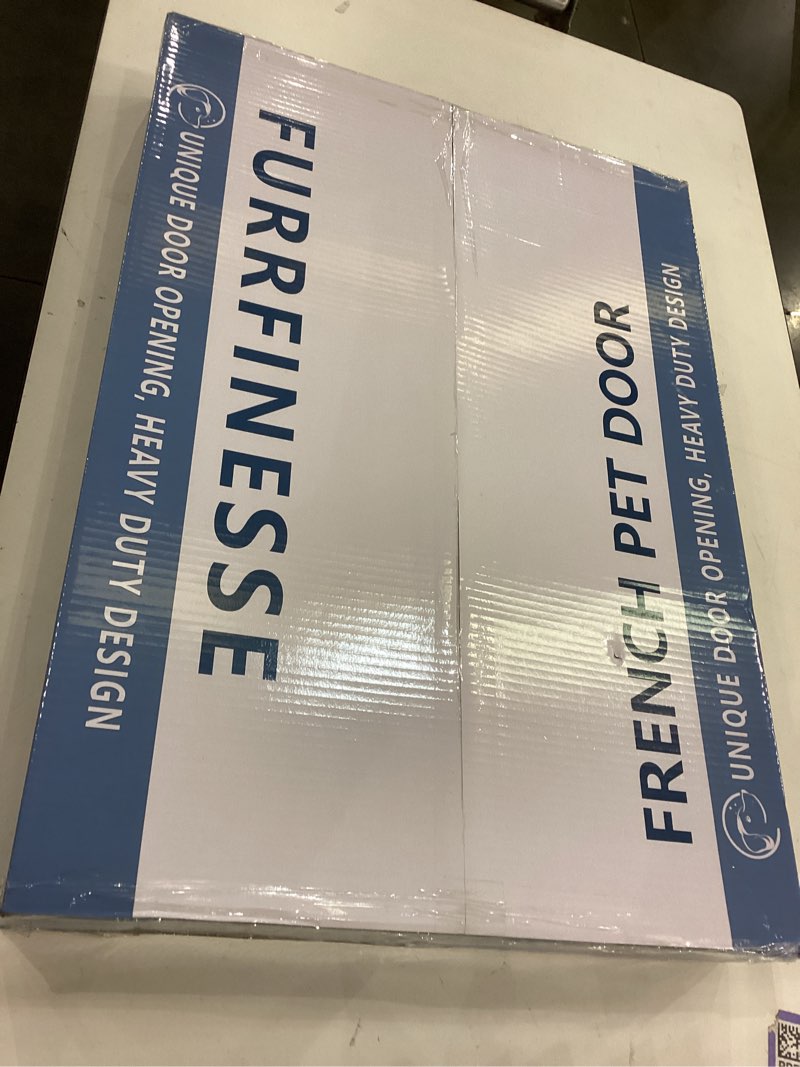 UNIQUE DOOR OPENING, HEAVY DUTY DESIGN
FURRFINESSE
FRENCH PET DOOR
UNIQUE DOOR OPENING, HEAVY DUTY DESIGN